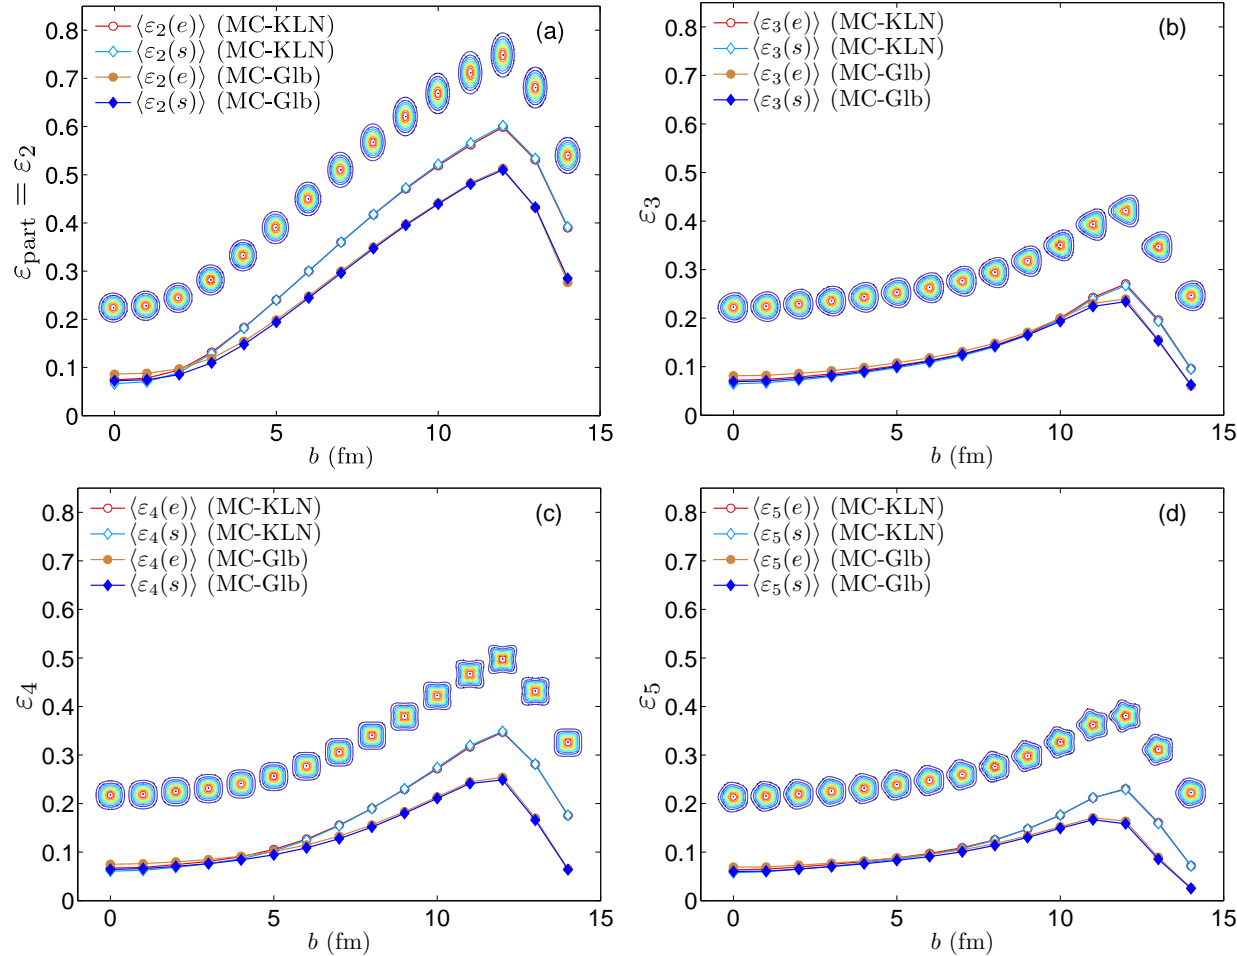 ⟨ε₂(e)⟩ (MC-KLN)
⟨ε₂(s)⟩ (MC-KLN)
⟨ε₂(e)⟩ (MC-Glb)
⟨ε₂(s)⟩ (MC-Glb)
(a)
0.8
0.7
0.6
0.5
0.4
0.3
0.2
0.1
0
ε_part = ε₂
0 5 10 15
b (fm)
⟨ε₃(e)⟩ (MC-KLN)
⟨ε₃(s)⟩ (MC-KLN)
⟨ε₃(e)⟩ (MC-Glb)
⟨ε₃(s)⟩ (MC-Glb)
(b)
0.8
0.7
0.6
0.5
0.4
0.3
0.2
0.1
0
ε₃
0 5 10 15
b (fm)
⟨ε₄(e)⟩ (MC-KLN)
⟨ε₄(s)⟩ (MC-KLN)
⟨ε₄(e)⟩ (MC-Glb)
⟨ε₄(s)⟩ (MC-Glb)
(c)
0.8
0.7
0.6
0.5
0.4
0.3
0.2
0.1
0
ε₄
0 5 10 15
b (fm)
⟨ε₅(e)⟩ (MC-KLN)
⟨ε₅(s)⟩ (MC-KLN)
⟨ε₅(e)⟩ (MC-Glb)
⟨ε₅(s)⟩ (MC-Glb)
(d)
0.8
0.7
0.6
0.5
0.4
0.3
0.2
0.1
0
ε₅
0 5 10 15
b (fm)